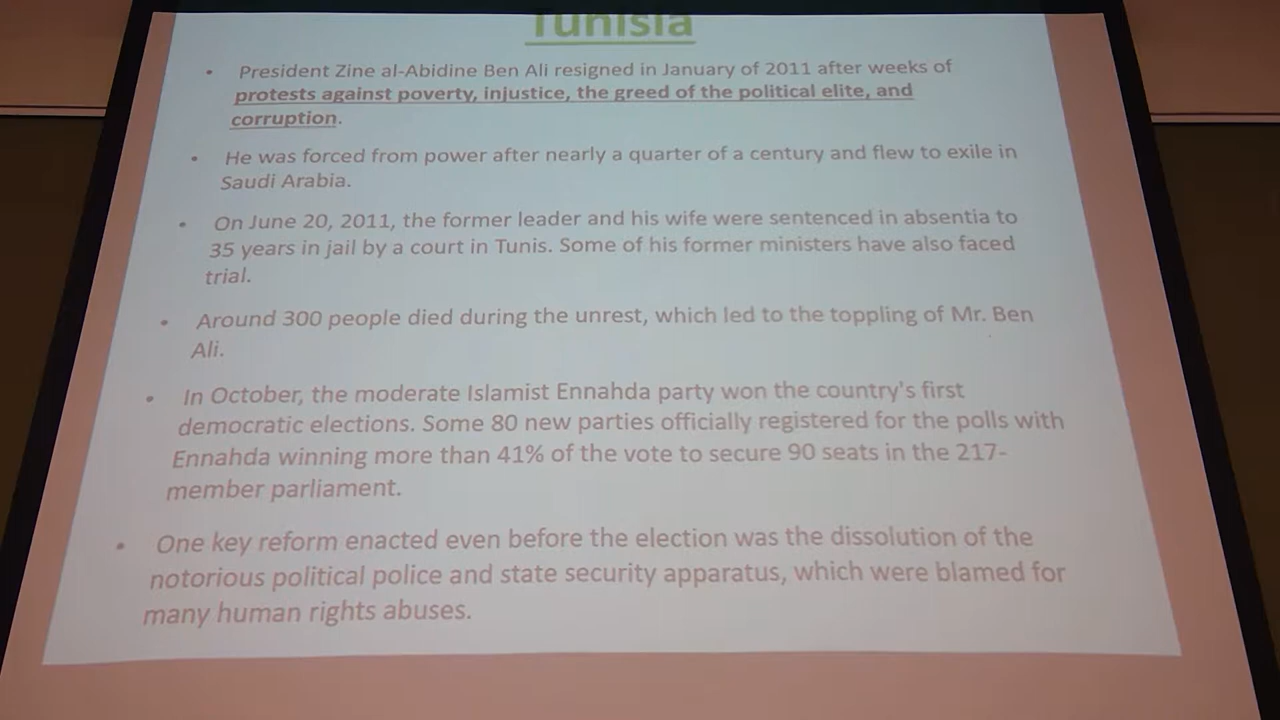 Tunisia
• President Zine al-Abidine Ben Ali resigned in January of 2011 after weeks of
protests against poverty, injustice, the greed of the political elite, and
corruption.
• He was forced from power after nearly a quarter of a century and flew to exile in
Saudi Arabia.
• On June 20, 2011, the former leader and his wife were sentenced in absentia to
35 years in jail by a court in Tunis. Some of his former ministers have also faced
trial.
• Around 300 people died during the unrest, which led to the toppling of Mr. Ben
Ali.
• In October, the moderate Islamist Ennahda party won the country's first
democratic elections. Some 80 new parties officially registered for the polls with
Ennahda winning more than 41% of the vote to secure 90 seats in the 217-
member parliament.
• One key reform enacted even before the election was the dissolution of the
notorious political police and state security apparatus, which were blamed for
many human rights abuses.